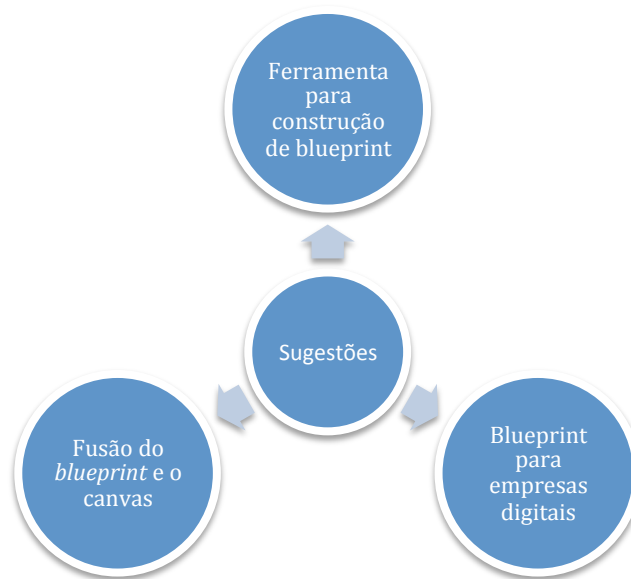 Ferramenta
para
construção
de blueprint
Sugestões
Fusão do
blueprint e o
canvas
Blueprint
para
empresas
digitais